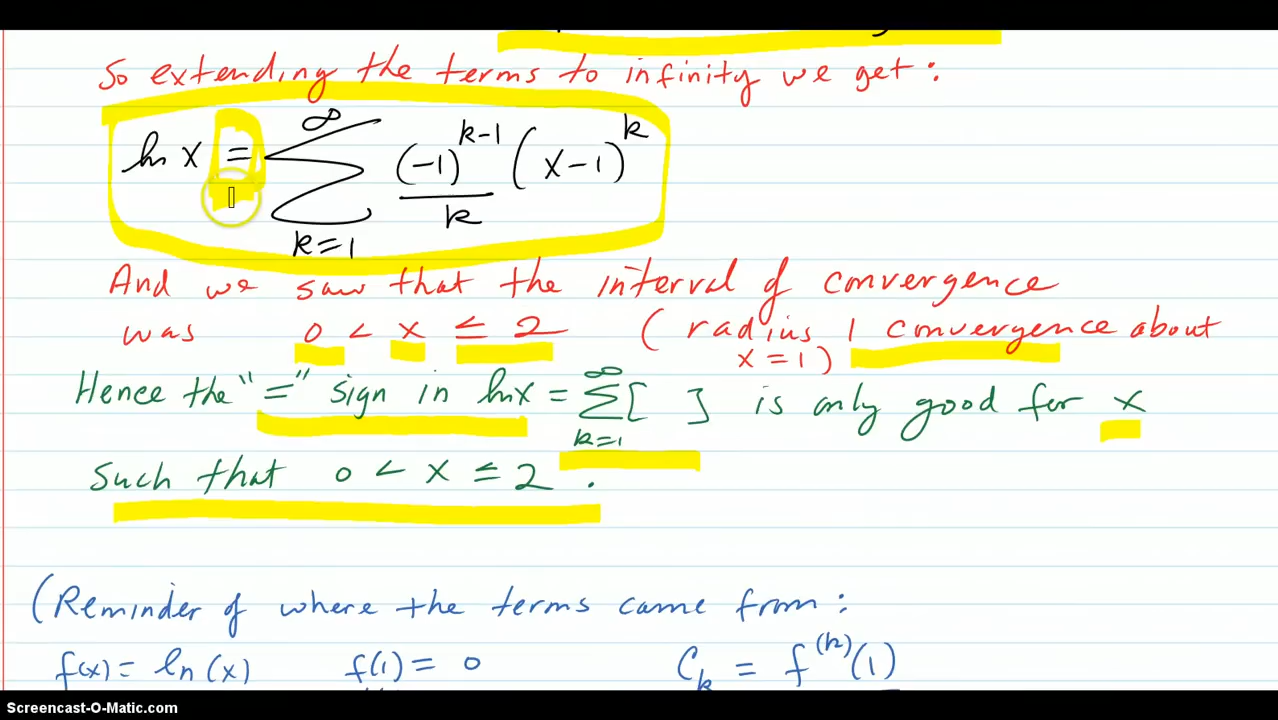 So extending the terms to infinity we get:
ln x = ∞ Σ k=1 (-1)^(k-1) / k (x-1)^k
And we saw that the interval of convergence
was 0 < x ≤ 2 (radius 1 convergence about
x = 1)
Hence the "=" sign in lnx = ∞ Σ k=1 [ ] is only good for x
Such that 0 < x ≤ 2 .
(Reminder of where the terms came from:
f(x) = ln(x) f(1) = 0 C_k = f^(k)(1)
Screencast-O-Matic.com